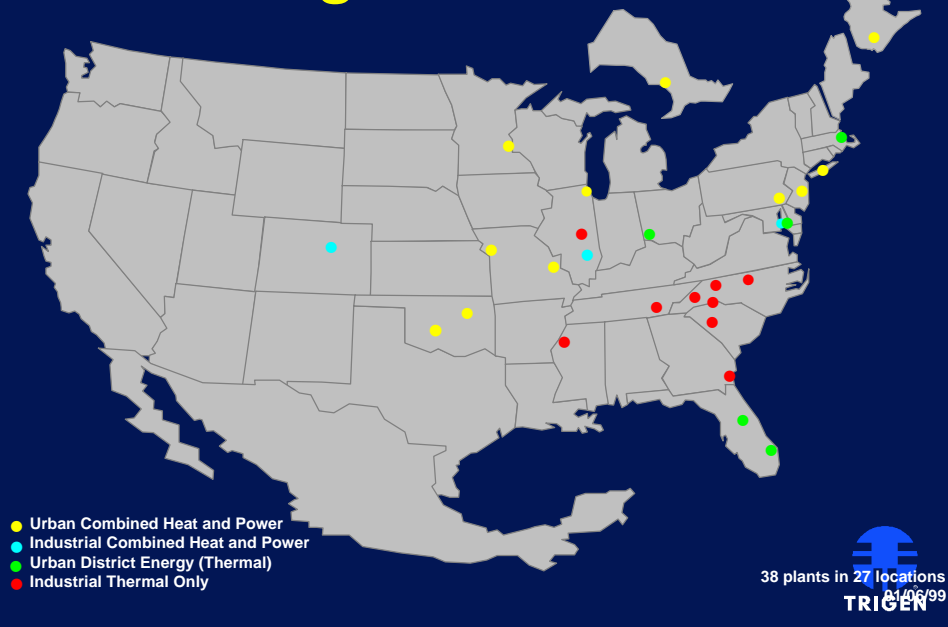 Urban Combined Heat and Power
Industrial Combined Heat and Power
Urban District Energy (Thermal)
Industrial Thermal Only
38 plants in 27 locations
01/06/99
TRIGEN